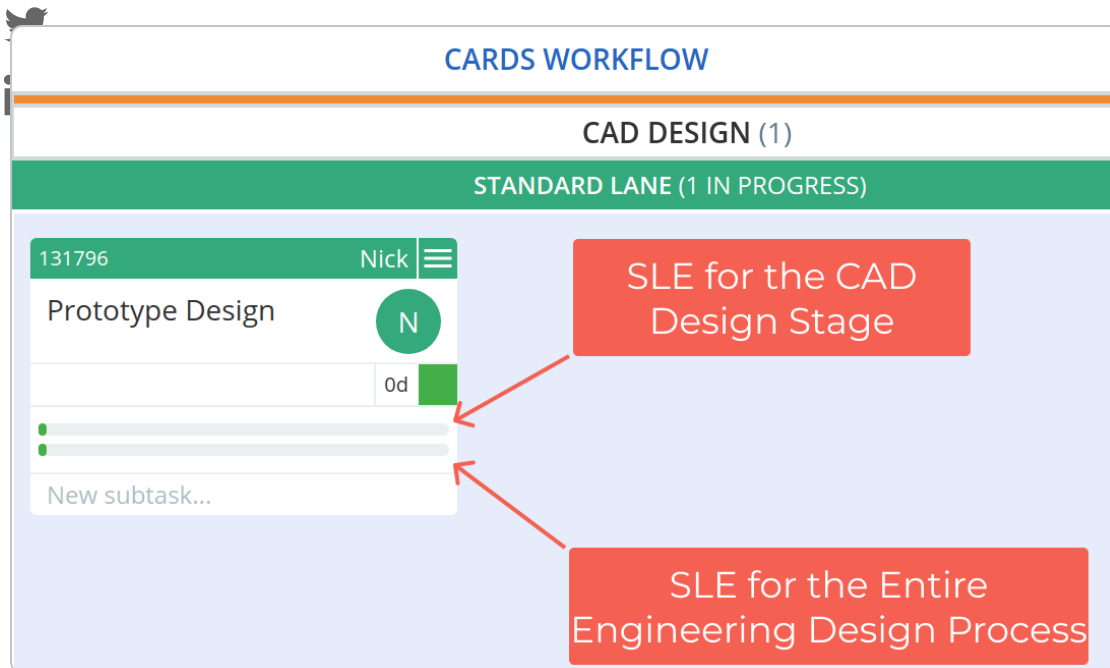 CARDS WORKFLOW
CAD DESIGN (1)
STANDARD LANE (1 IN PROGRESS)
131796 Nick
Prototype Design
N
0d
New subtask...
SLE for the CAD
Design Stage
SLE for the Entire
Engineering Design Process